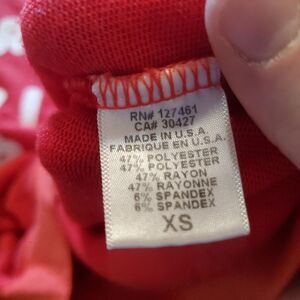 RN# 127461
CA# 30427
MADE IN U.S.A.
FABRIQUE EN U.S.A.
47% POLYESTER
47% POLYESTER
47% RAYON
47% RAYONNE
6% SPANDEX
6% SPANDEX
XS